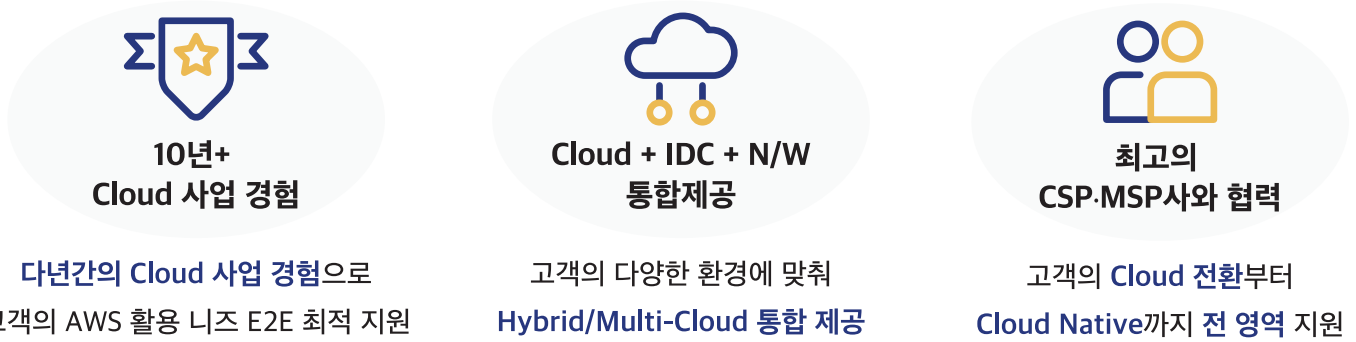 10년+
Cloud 사업 경험
다년간의 Cloud 사업 경험으로
고객의 AWS 활용 니즈 E2E 최적 지원
Cloud + IDC + N/W
통합제공
고객의 다양한 환경에 맞춰
Hybrid/Multi-Cloud 통합 제공
최고의
CSP·MSP사와 협력
고객의 Cloud 전환부터
Cloud Native까지 전 영역 지원